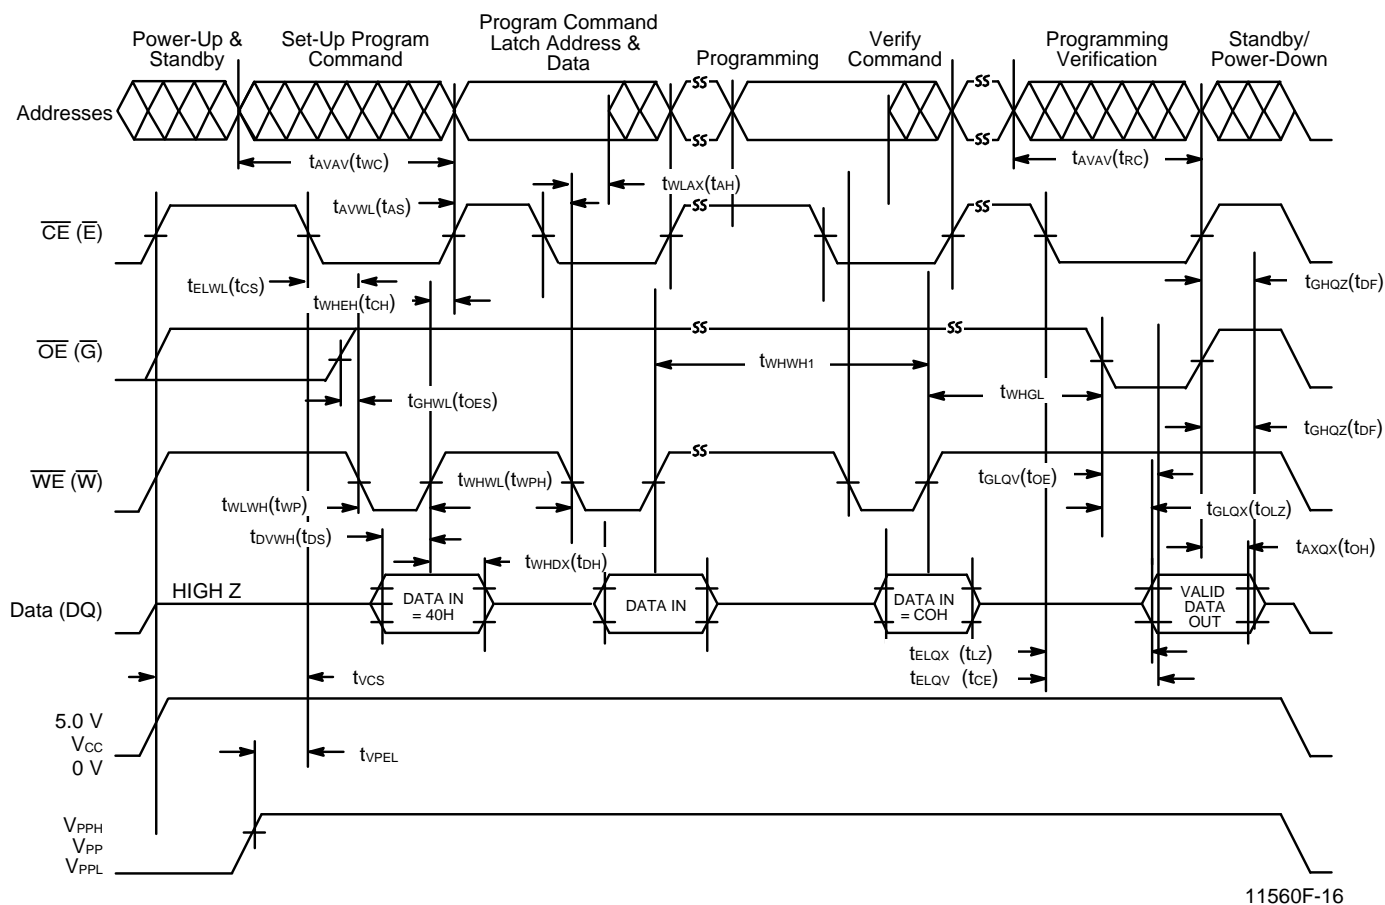 Power-Up &
Standby
Set-Up Program
Command
Program Command
Latch Address &
Data
Programming
Verify
Command
Programming
Verification
Standby/
Power-Down
Addresses
tAVAV(tWC)
tWLAX(tAH)
tAVAV(tRC)
tAVWL(tAS)
CE (E)
tELWL(tCS)
tWHEH(tCH)
tGHQZ(tDF)
OE (G)
tWHWH1
tGHWL(tOES)
tWHGL
tGHQZ(tDF)
WE (W)
tWHWL(tWPH)
tGLQV(tOE)
tWLWH(tWP)
tGLQX(tOLZ)
tDVWH(tDS)
tWHDX(tDH)
tAXQX(tOH)
HIGH Z
Data (DQ)
DATA IN
= 40H
DATA IN
DATA IN
= COH
VALID
DATA
OUT
tELQX (tLZ)
tVCS
tELQV (tCE)
5.0 V
VCC
0 V
tVPEL
VPPH
VPP
VPPL
11560F-16